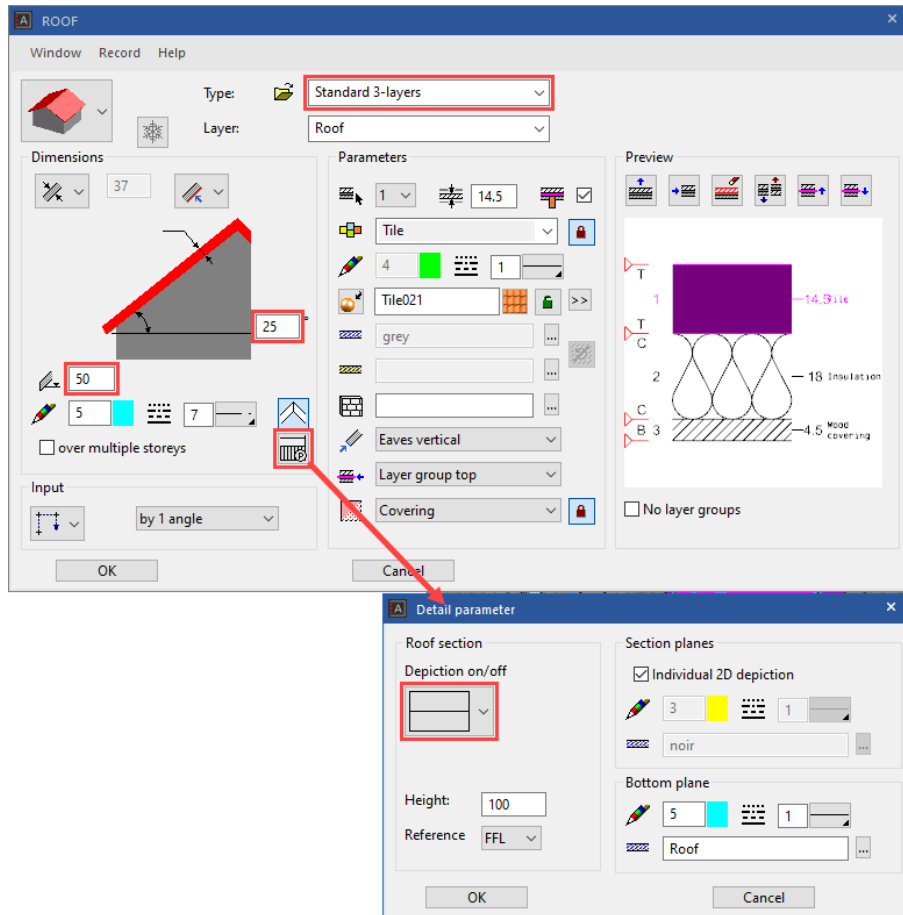 ROOF
Window Record Help
Type: Standard 3-layers
Layer: Roof
Dimensions
37
25 °
50
5 7
over multiple storeys
Input
by 1 angle
Parameters
1 14.5
Tile
4 1
Tile021 >>
grey ...
...
...
Eaves vertical
Layer group top
Covering
Preview
T
1 14.5 Tile
T
C
2 18 Insulation
C
B 3 4.5 Wood covering
No layer groups
OK Cancel
A Detail parameter
Roof section
Depiction on/off
Height: 100
Reference FFL
Section planes
Individual 2D depiction
3 1
noir ...
Bottom plane
5 1
Roof ...
OK Cancel